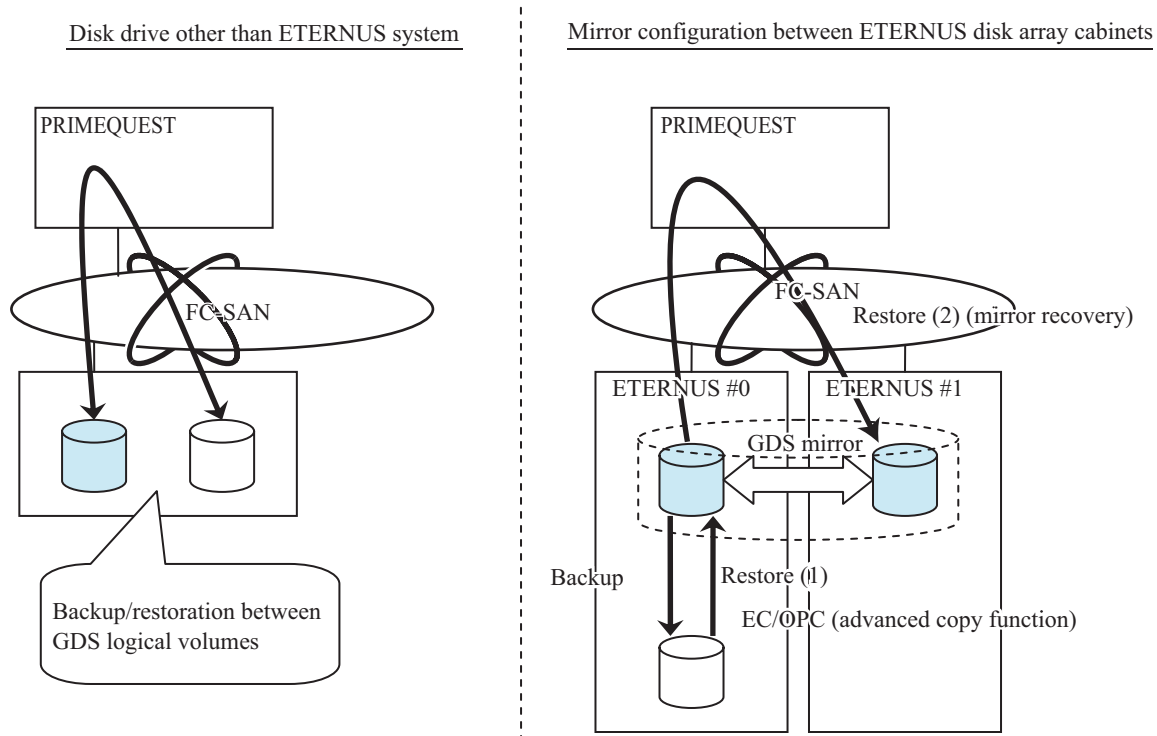 Disk drive other than ETERNUS system
PRIMEQUEST
FC-SAN
Backup/restoration between
GDS logical volumes
Mirror configuration between ETERNUS disk array cabinets
PRIMEQUEST
FC-SAN
Restore (2) (mirror recovery)
ETERNUS #0
ETERNUS #1
GDS mirror
Backup
Restore (1)
EC/OPC (advanced copy function)